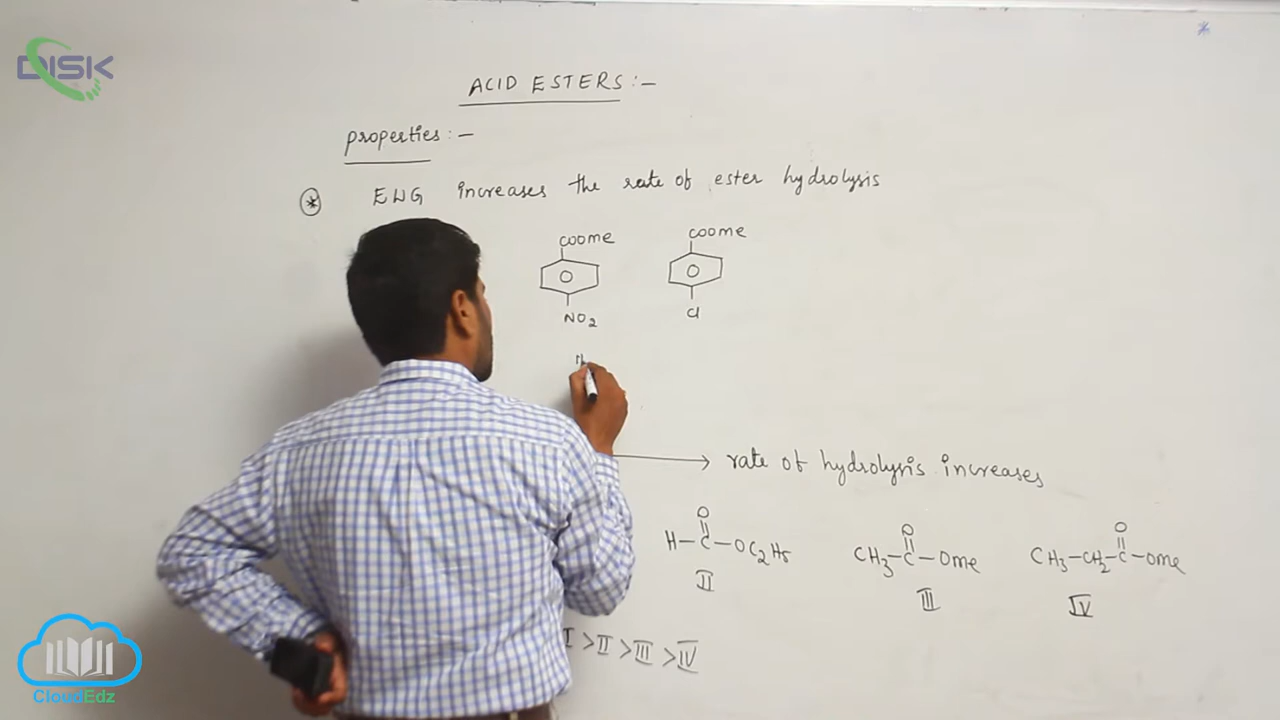 DISK
ACID ESTERS :-
properties :-
* EWG increases the rate of ester hydrolysis
COOMe COOMe
NO2 Cl
→ rate of hydrolysis increases
O O O
H-C-OC2H5 CH3-C-OMe CH3-CH2-C-OMe
II III IV
I > II > III > IV
CloudEdz